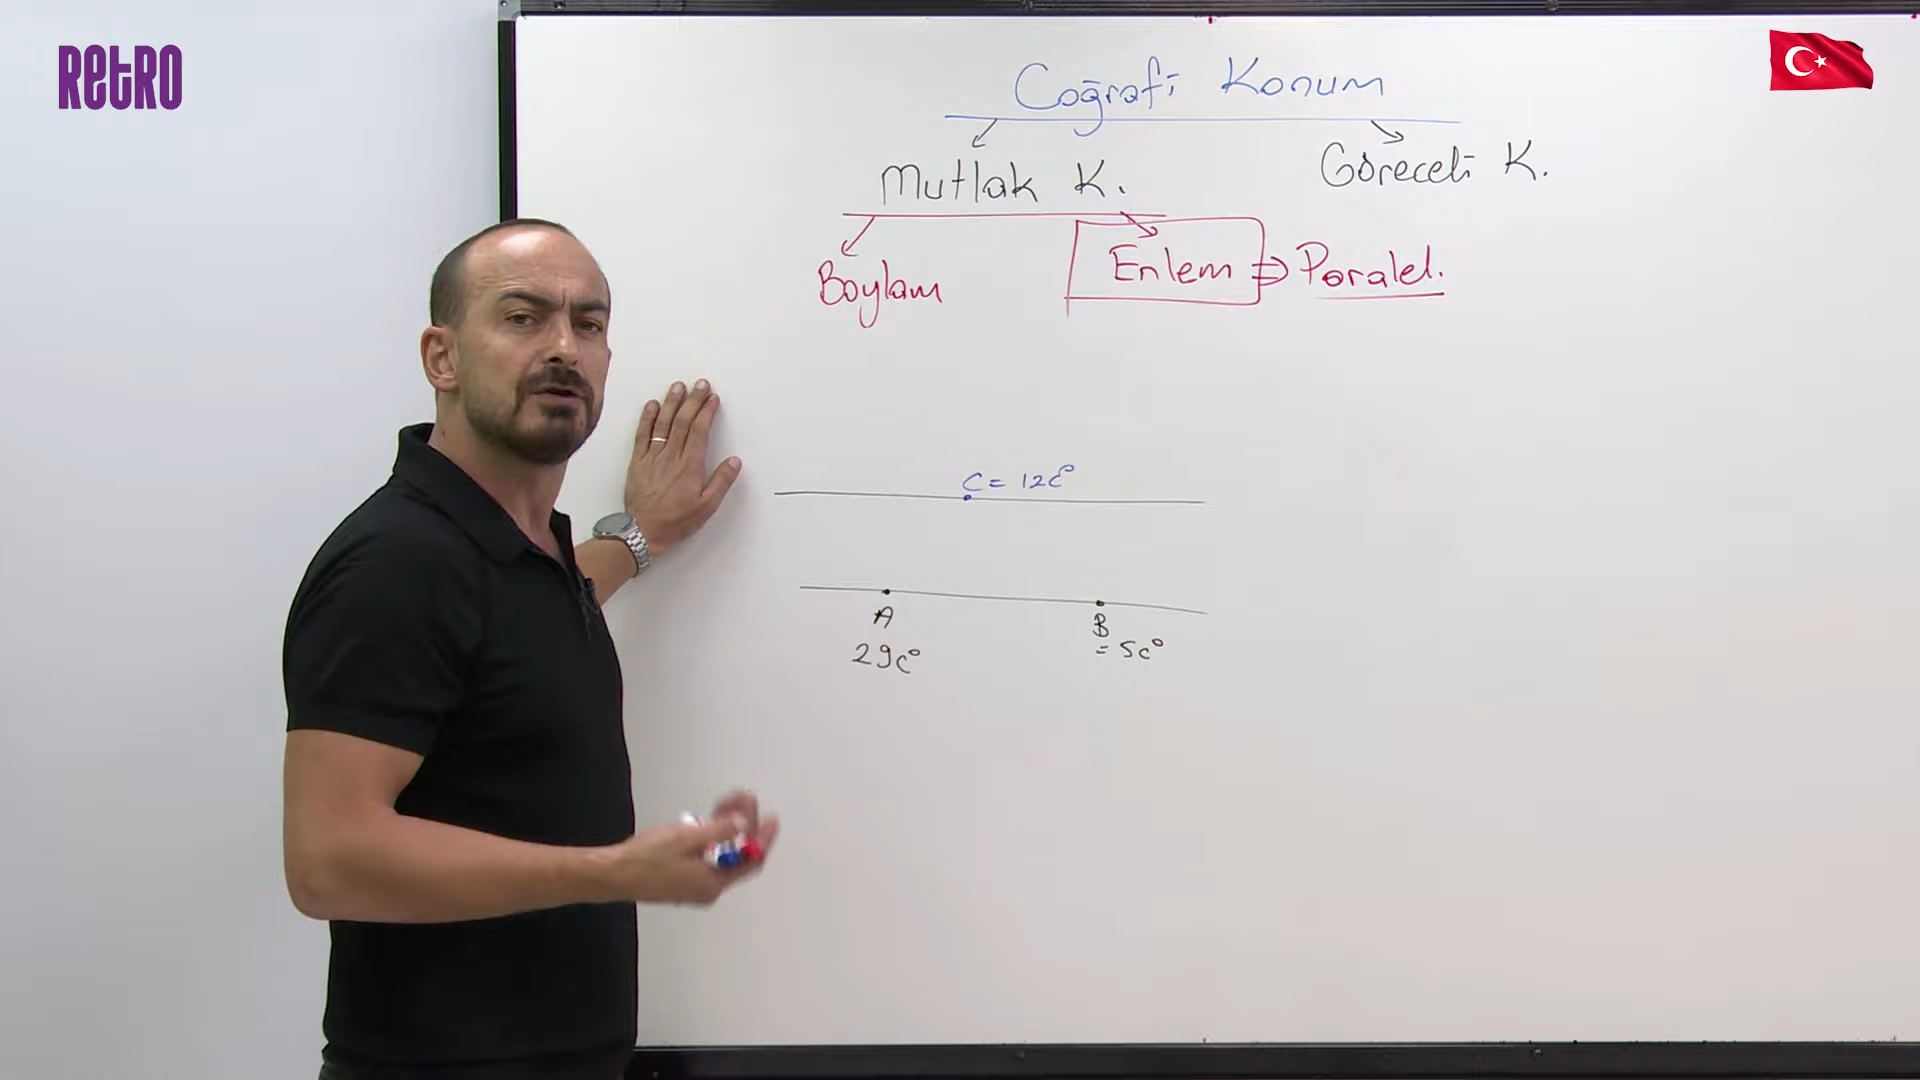 RETRO
Coğrafi Konum
Mutlak K.
Göreceli K.
Boylam
Enlem ⇒ Paralel.
C = 12c°
A
B
29c°
= 5c°